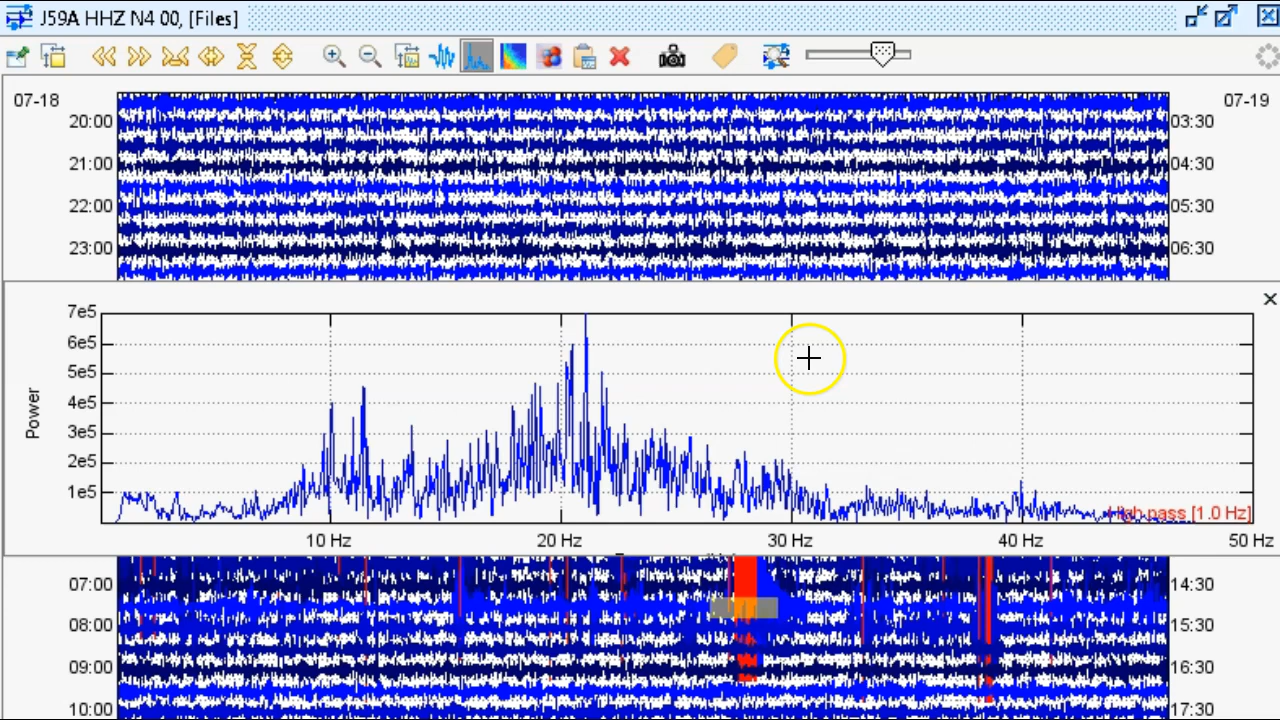 J59A HHZ N4 00, [Files]
07-18
07-19
20:00
03:30
21:00
04:30
22:00
05:30
23:00
06:30
7e5
6e5
5e5
4e5
3e5
2e5
1e5
Power
High pass [1.0 Hz]
10 Hz
20 Hz
30 Hz
40 Hz
50 Hz
07:00
14:30
08:00
15:30
09:00
16:30
10:00
17:30